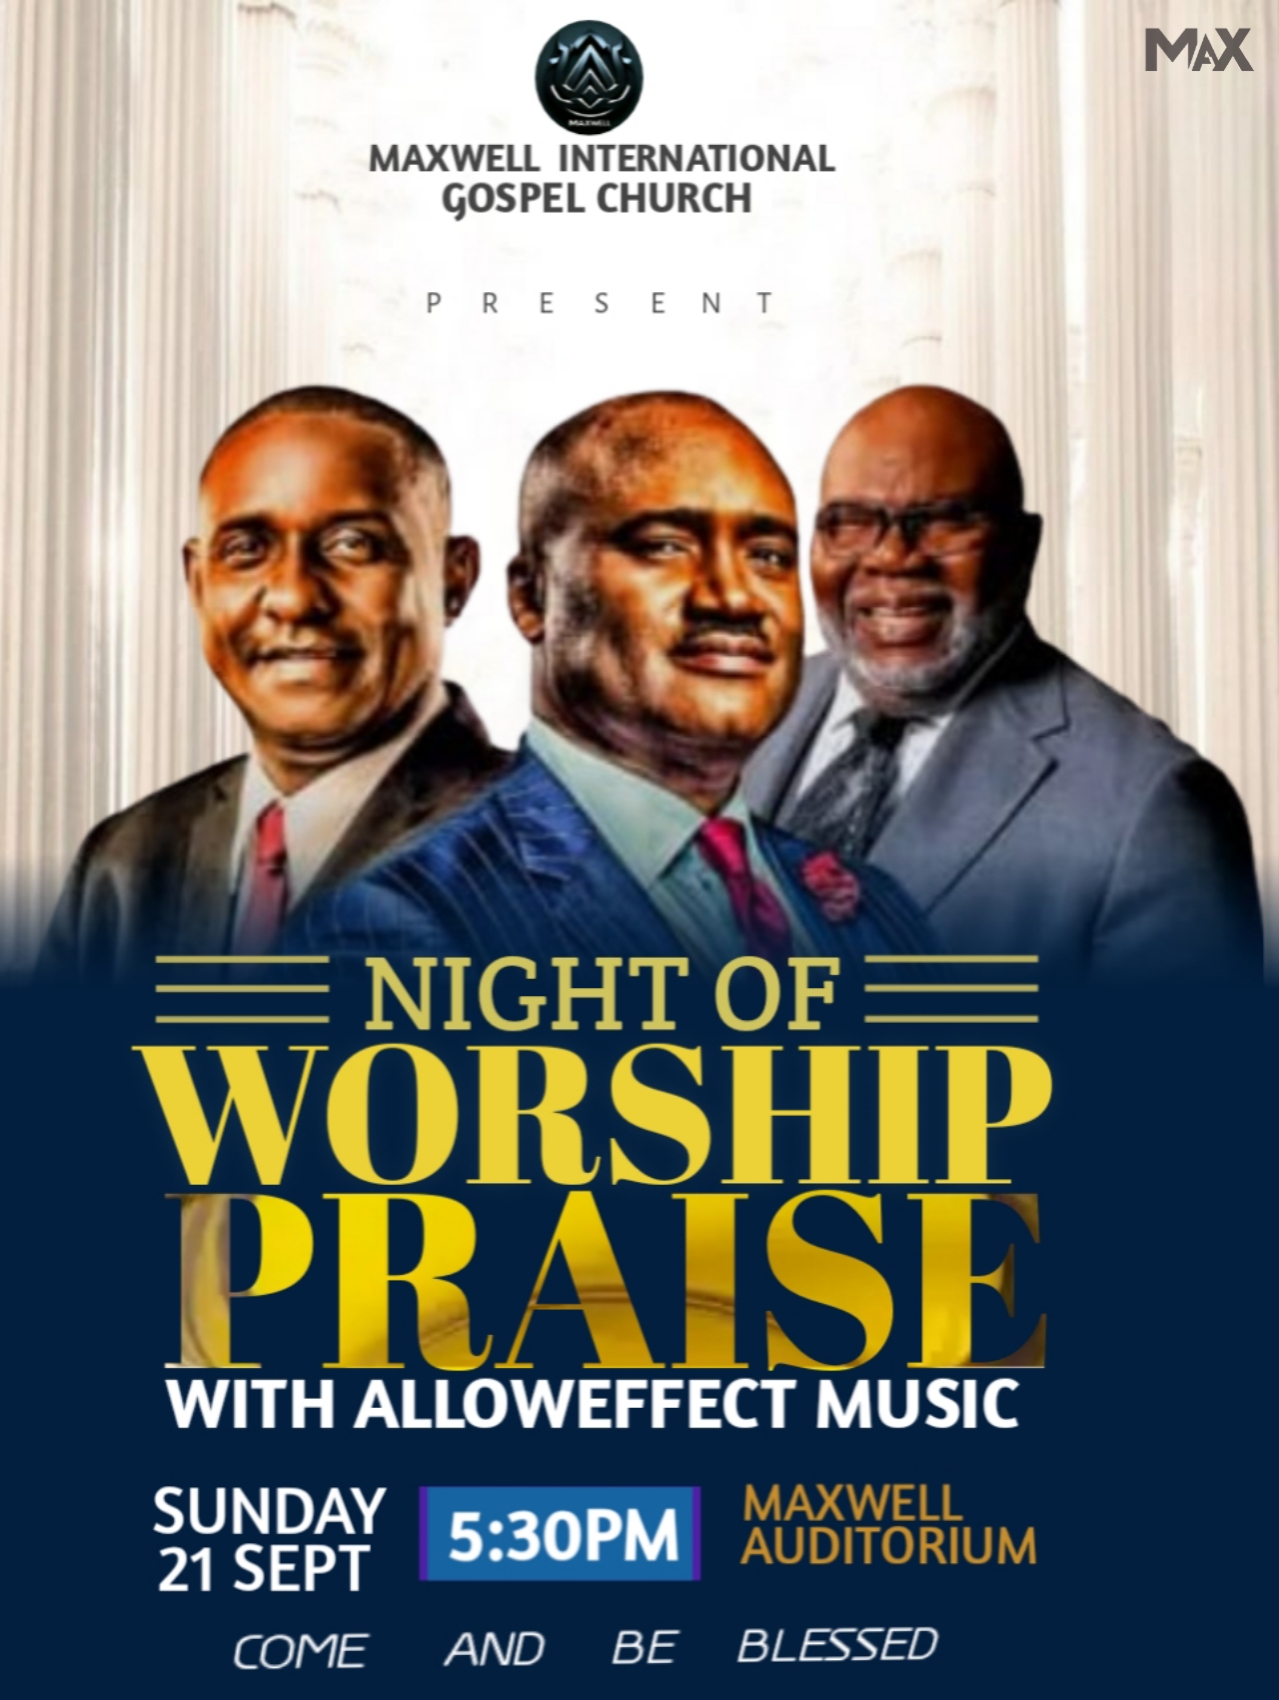 MAX
MAXWELL
MAXWELL INTERNATIONAL
GOSPEL CHURCH
PRESENT
NIGHT OF
WORSHIP
PRAISE
WITH ALLOWEFFECT MUSIC
SUNDAY
21 SEPT
5:30PM
MAXWELL
AUDITORIUM
COME AND BE BLESSED